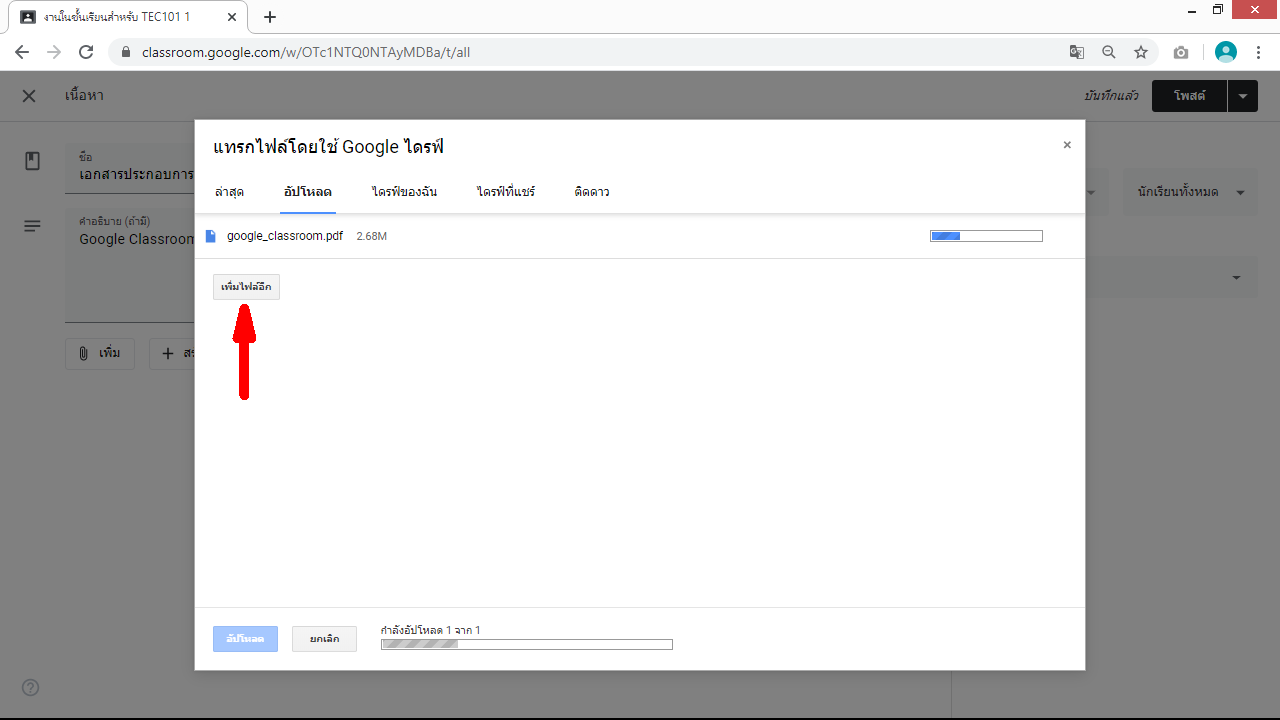 งานในชั้นเรียนสำหรับ TEC101 1
classroom.google.com/w/OTc1NTQ0NTAyMDBa/t/all
เนื้อหา
บันทึกแล้ว
โพสต์
แทรกไฟล์โดยใช้ Google ไดรฟ์
ชื่อ
เอกสารประกอบการ
ล่าสุด
อัปโหลด
ไดรฟ์ของฉัน
ไดรฟ์ที่แชร์
ติดดาว
นักเรียนทั้งหมด
คำอธิบาย (ถ้ามี)
Google Classroom
google_classroom.pdf 2.68M
เพิ่มไฟล์อีก
เพิ่ม
กำลังอัปโหลด 1 จาก 1
อัปโหลด
ยกเลิก